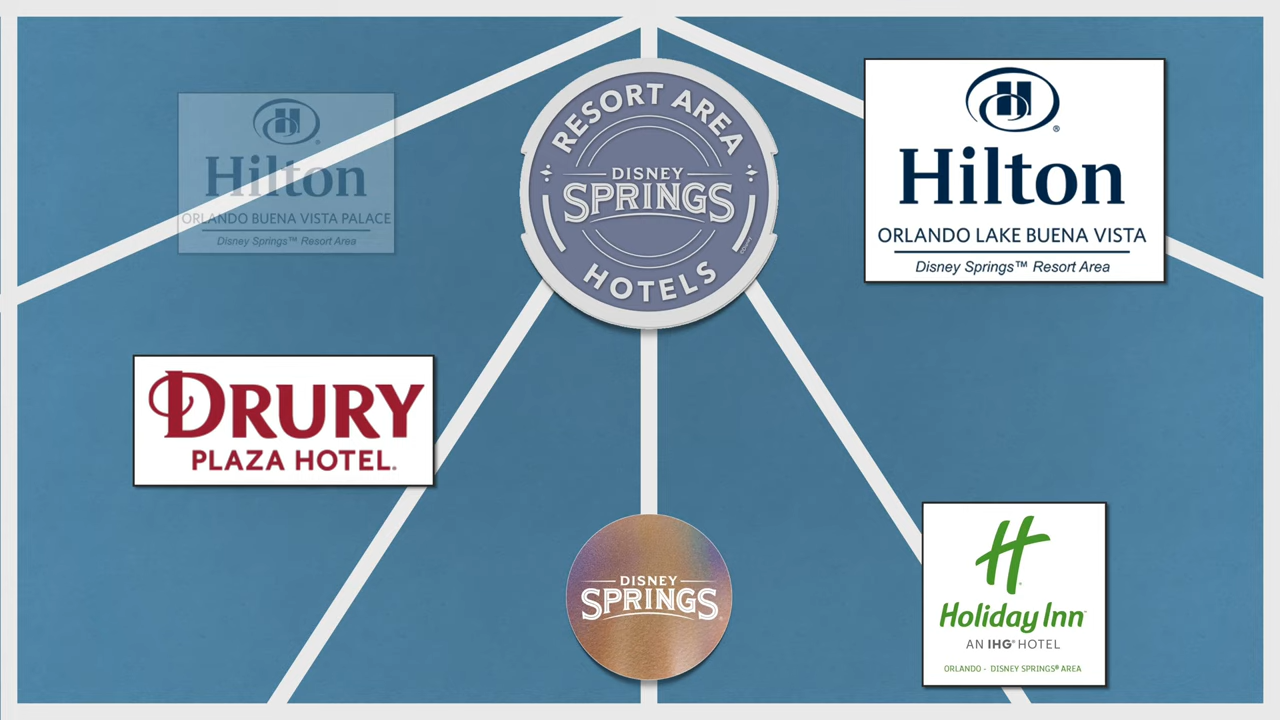 RESORT AREA
DISNEY
SPRINGS
HOTELS
Hilton
ORLANDO BUENA VISTA PALACE
Disney Springs™ Resort Area
Hilton
ORLANDO LAKE BUENA VISTA
Disney Springs™ Resort Area
DRURY
PLAZA HOTEL
DISNEY
SPRINGS
Holiday Inn
AN IHG® HOTEL
ORLANDO - DISNEY SPRINGS® AREA